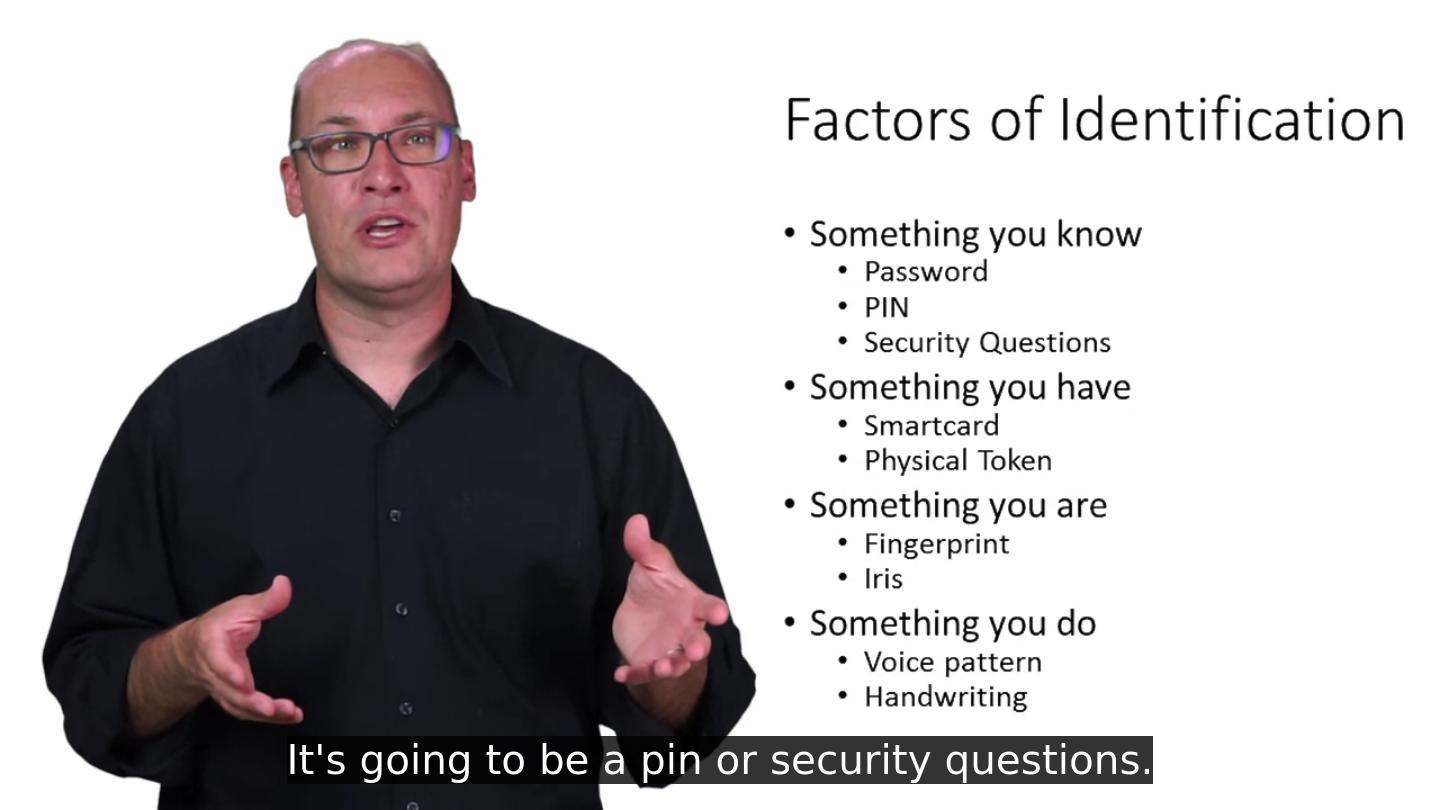 Factors of Identification
• Something you know
• Password
• PIN
• Security Questions
• Something you have
• Smartcard
• Physical Token
• Something you are
• Fingerprint
• Iris
• Something you do
• Voice pattern
• Handwriting
It's going to be a pin or security questions.